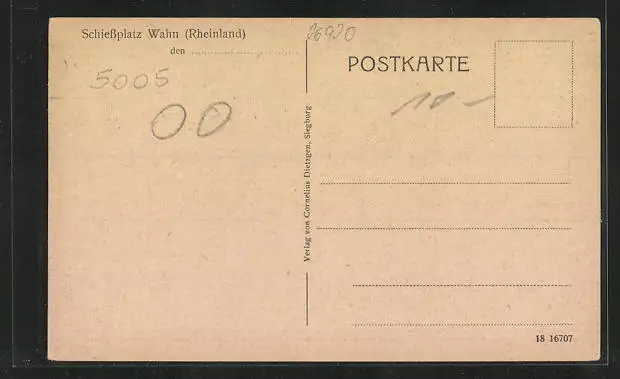 Schießplatz Wahn (Rheinland)
den
5005
00
26920
POSTKARTE
10-
Verlag von Cornelius Dietzgen, Siegburg.
18 16707